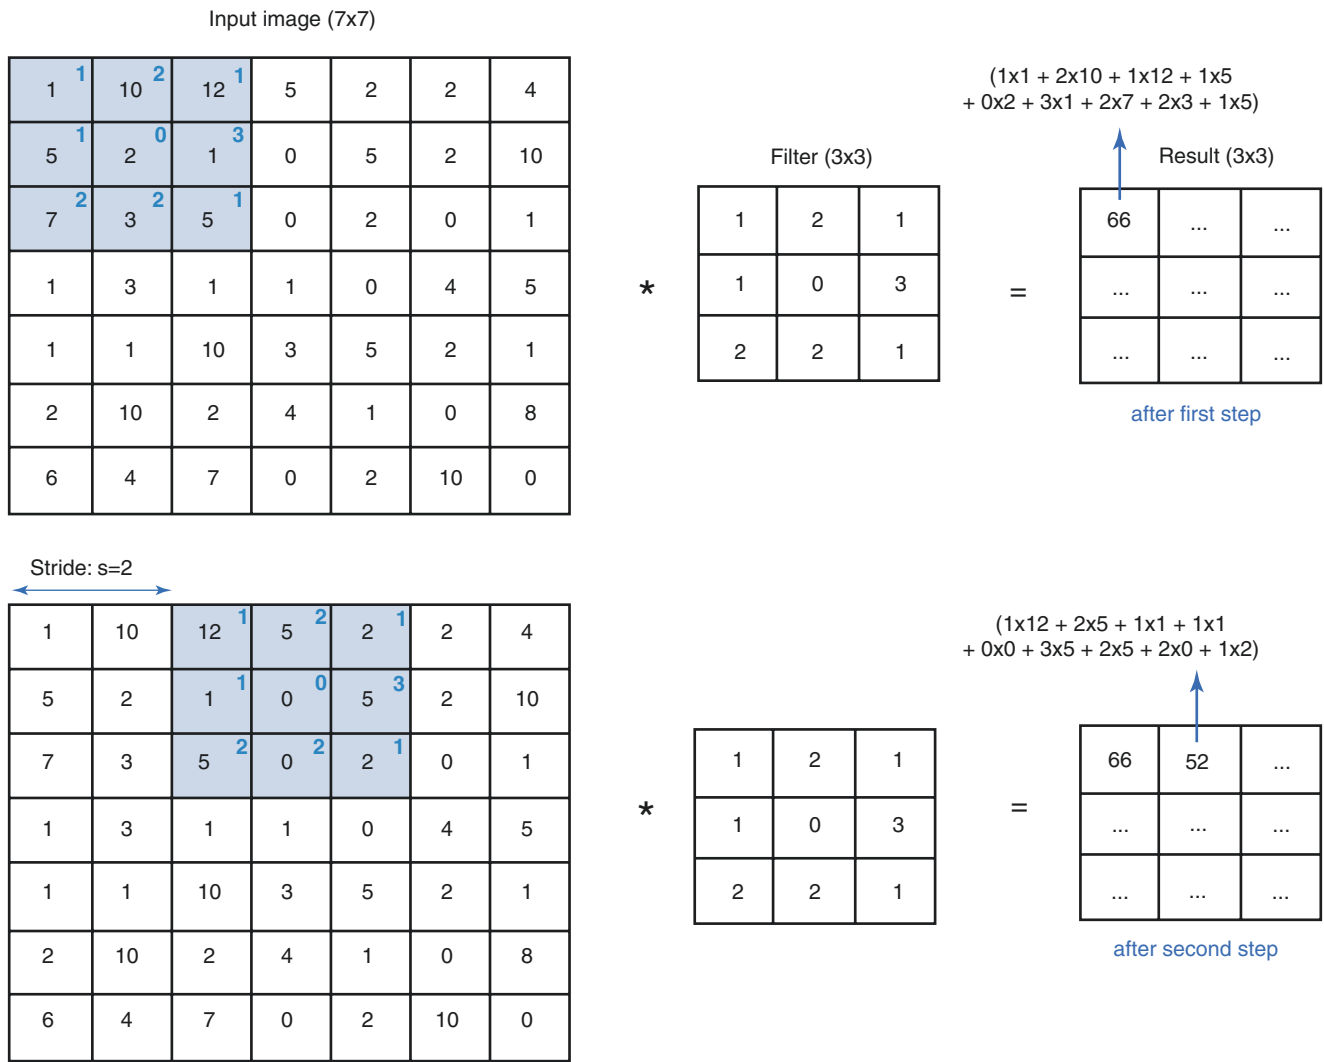 Input image (7x7)
1 1 10 2 12 1 5 2 2 4
5 1 2 0 1 3 0 5 2 10
7 2 3 2 5 1 0 2 0 1
1 3 1 1 0 4 5
1 1 10 3 5 2 1
2 10 2 4 1 0 8
6 4 7 0 2 10 0
*
Filter (3x3)
1 2 1
1 0 3
2 2 1
=
(1x1 + 2x10 + 1x12 + 1x5
+ 0x2 + 3x1 + 2x7 + 2x3 + 1x5)
Result (3x3)
66 ... ...
... ... ...
... ... ...
after first step
Stride: s=2
1 10 12 1 5 2 2 1 2 4
5 2 1 1 0 0 5 3 2 10
7 3 5 2 0 2 2 1 0 1
1 3 1 1 0 4 5
1 1 10 3 5 2 1
2 10 2 4 1 0 8
6 4 7 0 2 10 0
*
1 2 1
1 0 3
2 2 1
=
(1x12 + 2x5 + 1x1 + 1x1
+ 0x0 + 3x5 + 2x5 + 2x0 + 1x2)
66 52 ...
... ... ...
... ... ...
after second step